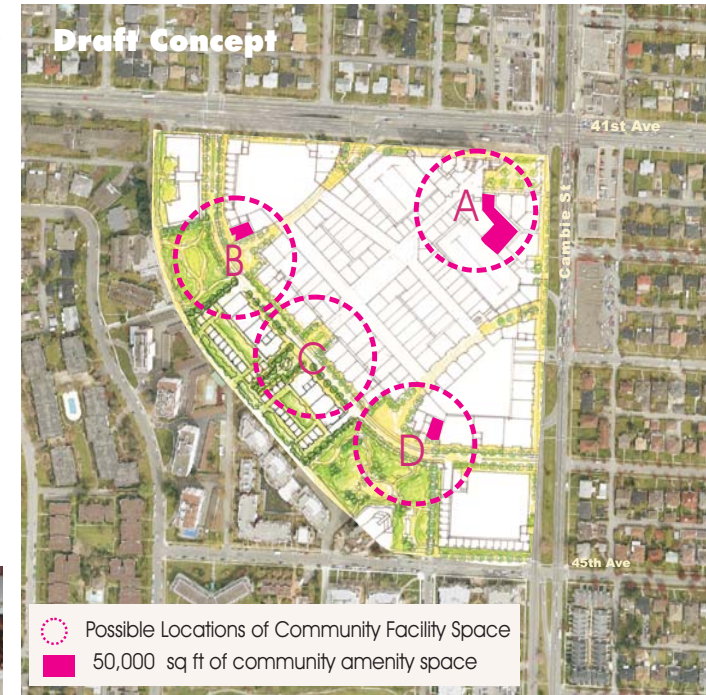 Draft Concept
41st Ave
A
Cambie St
B
C
D
45th Ave
Possible Locations of Community Facility Space
50,000 sq ft of community amenity space